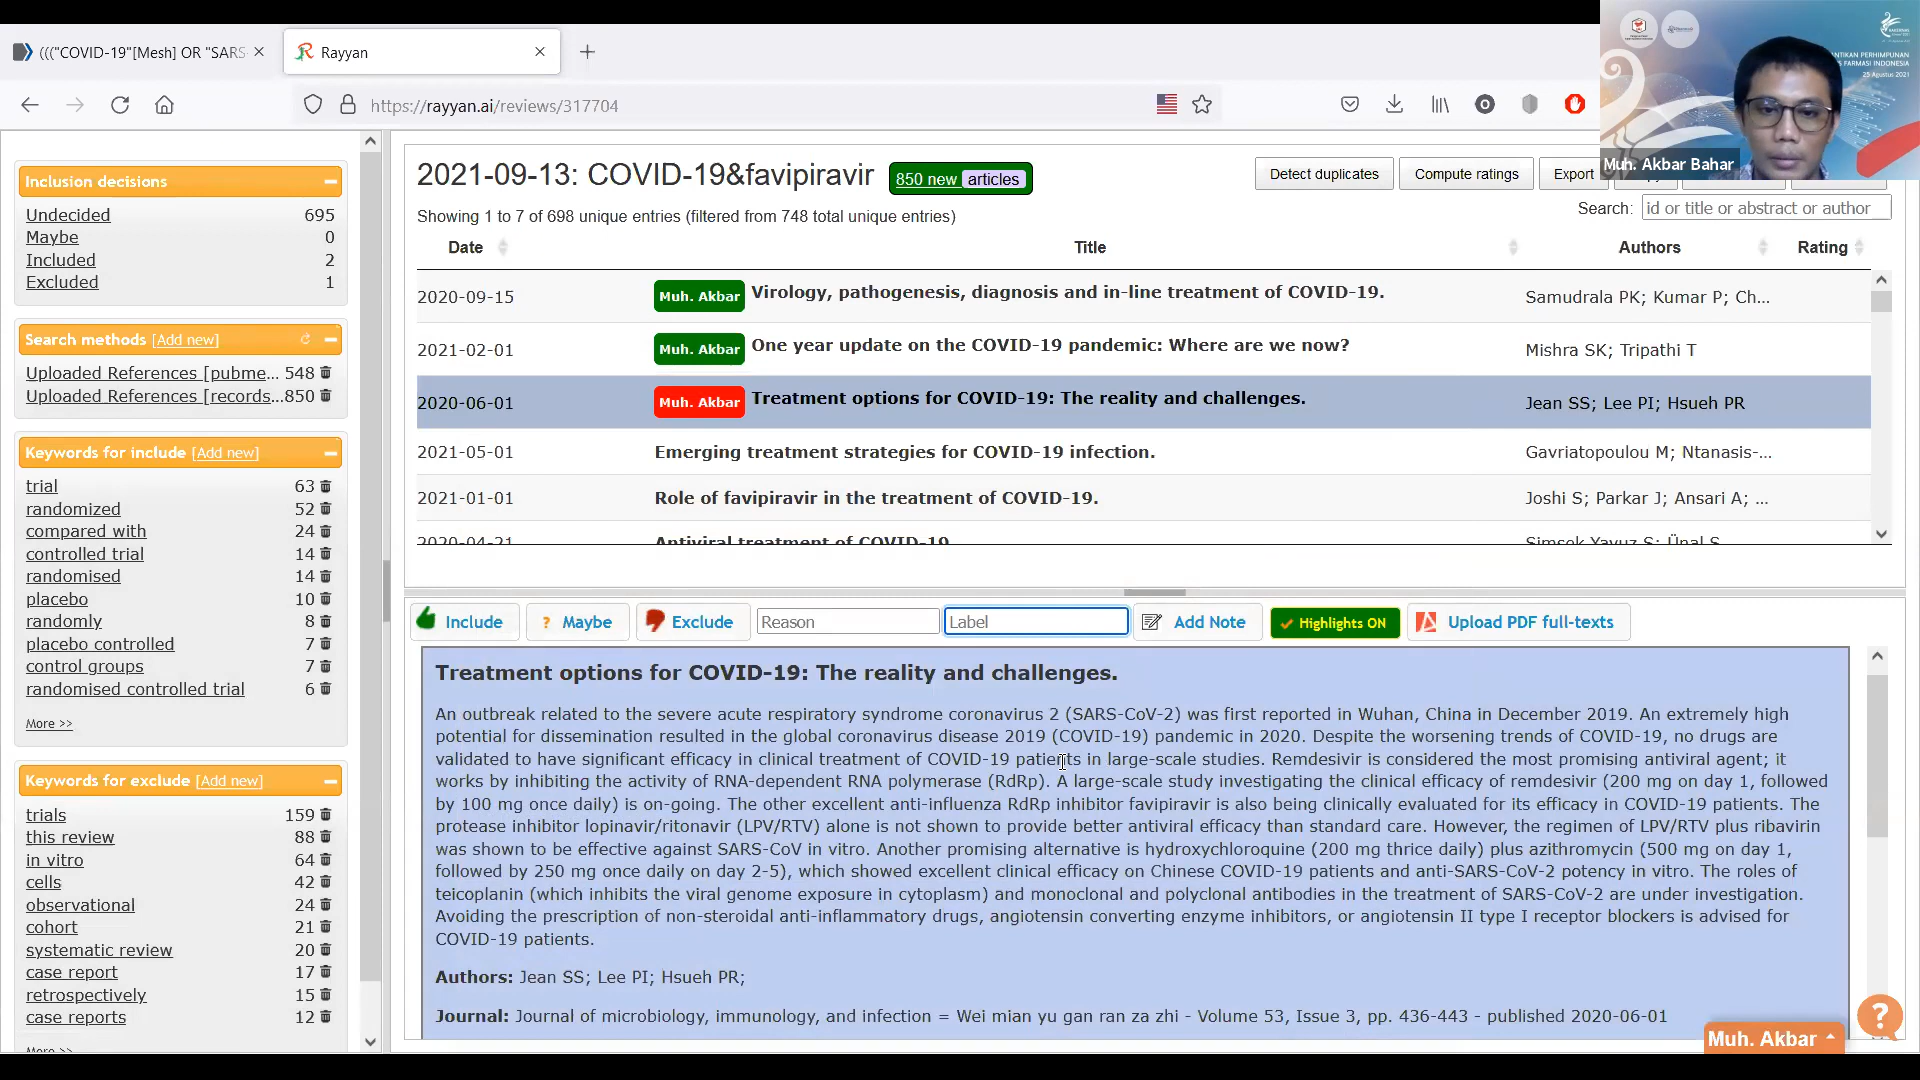 ((("COVID-19"[Mesh] OR "SARS
Rayyan
https://rayyan.ai/reviews/317704
ANTIKAN PERHIMPUNAN
FARMASI INDONESIA
25 Agustus 2021
Muh. Akbar Bahar
Inclusion decisions
Undecided 695
Maybe 0
Included 2
Excluded 1
Search methods [Add new]
Uploaded References [pubme... 548
Uploaded References [records...850
Keywords for include [Add new]
trial 63
randomized 52
compared with 24
controlled trial 14
randomised 14
placebo 10
randomly 8
placebo controlled 7
control groups 7
randomised controlled trial 6
More >>
Keywords for exclude [Add new]
trials 159
this review 88
in vitro 64
cells 42
observational 24
cohort 21
systematic review 20
case report 17
retrospectively 15
case reports 12
More >>
2021-09-13: COVID-19&favipiravir 850 new articles
Detect duplicates Compute ratings Export
Showing 1 to 7 of 698 unique entries (filtered from 748 total unique entries)
Search: id or title or abstract or author
Date Title Authors Rating
2020-09-15 Muh. Akbar Virology, pathogenesis, diagnosis and in-line treatment of COVID-19. Samudrala PK; Kumar P; Ch...
2021-02-01 Muh. Akbar One year update on the COVID-19 pandemic: Where are we now? Mishra SK; Tripathi T
2020-06-01 Muh. Akbar Treatment options for COVID-19: The reality and challenges. Jean SS; Lee PI; Hsueh PR
2021-05-01 Emerging treatment strategies for COVID-19 infection. Gavriatopoulou M; Ntanasis-...
2021-01-01 Role of favipiravir in the treatment of COVID-19. Joshi S; Parkar J; Ansari A; ...
2020-04-21 Antiviral treatment of COVID-19. Simsek Yavuz S; Ünal S
Include ? Maybe Exclude Reason Label Add Note Highlights ON Upload PDF full-texts
Treatment options for COVID-19: The reality and challenges.
An outbreak related to the severe acute respiratory syndrome coronavirus 2 (SARS-CoV-2) was first reported in Wuhan, China in December 2019. An extremely high
potential for dissemination resulted in the global coronavirus disease 2019 (COVID-19) pandemic in 2020. Despite the worsening trends of COVID-19, no drugs are
validated to have significant efficacy in clinical treatment of COVID-19 patients in large-scale studies. Remdesivir is considered the most promising antiviral agent; it
works by inhibiting the activity of RNA-dependent RNA polymerase (RdRp). A large-scale study investigating the clinical efficacy of remdesivir (200 mg on day 1, followed
by 100 mg once daily) is on-going. The other excellent anti-influenza RdRp inhibitor favipiravir is also being clinically evaluated for its efficacy in COVID-19 patients. The
protease inhibitor lopinavir/ritonavir (LPV/RTV) alone is not shown to provide better antiviral efficacy than standard care. However, the regimen of LPV/RTV plus ribavirin
was shown to be effective against SARS-CoV in vitro. Another promising alternative is hydroxychloroquine (200 mg thrice daily) plus azithromycin (500 mg on day 1,
followed by 250 mg once daily on day 2-5), which showed excellent clinical efficacy on Chinese COVID-19 patients and anti-SARS-CoV-2 potency in vitro. The roles of
teicoplanin (which inhibits the viral genome exposure in cytoplasm) and monoclonal and polyclonal antibodies in the treatment of SARS-CoV-2 are under investigation.
Avoiding the prescription of non-steroidal anti-inflammatory drugs, angiotensin converting enzyme inhibitors, or angiotensin II type I receptor blockers is advised for
COVID-19 patients.
Authors: Jean SS; Lee PI; Hsueh PR;
Journal: Journal of microbiology, immunology, and infection = Wei mian yu gan ran za zhi - Volume 53, Issue 3, pp. 436-443 - published 2020-06-01
Muh. Akbar
?